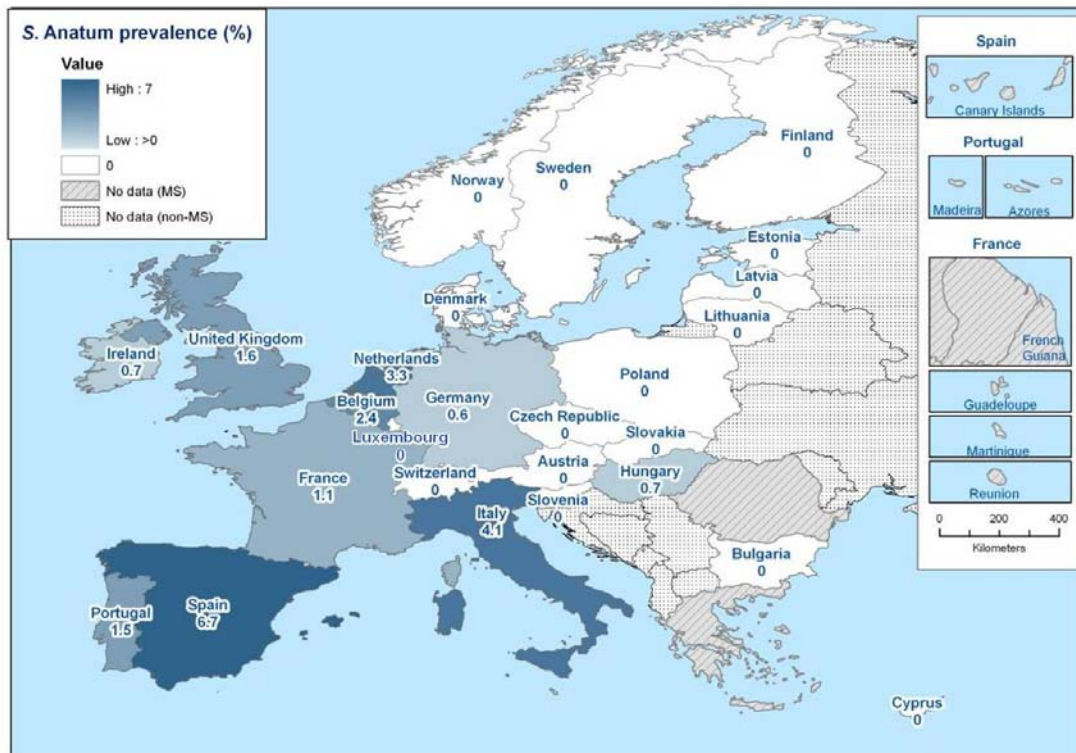 S. Anatum prevalence (%)
Value
High : 7
Low : >0
0
No data (MS)
No data (non-MS)
Norway
0
Sweden
0
Finland
0
Estonia
0
Latvia
0
Lithuania
0
Denmark
0
United Kingdom
1.6
Ireland
0.7
Netherlands
3.3
Belgium
2.4
Germany
0.6
Poland
0
Luxembourg
0
Czech Republic
0
Slovakia
0
France
1.1
Switzerland
0
Austria
0
Hungary
0.7
Slovenia
0
Italy
4.1
Bulgaria
0
Portugal
1.5
Spain
6.7
Cyprus
0
Spain
Canary Islands
Portugal
Madeira
Azores
France
French
Guiana
Guadeloupe
Martinique
Reunion
0 200 400
Kilometers